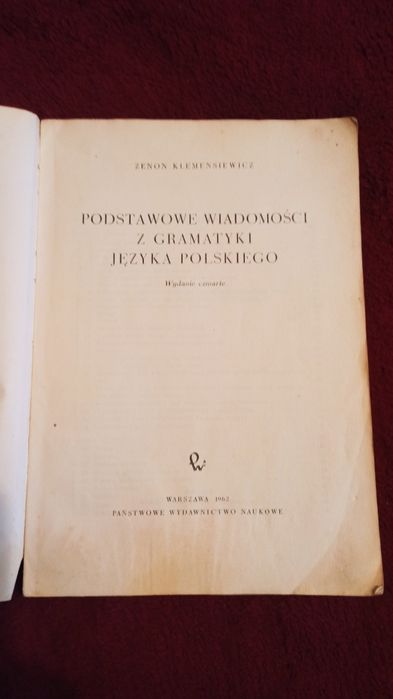 ZENON KLEMENSIEWICZ
PODSTAWOWE WIADOMOŚCI
Z GRAMATYKI
JĘZYKA POLSKIEGO
Wydanie czwarte
WARSZAWA 1962
PAŃSTWOWE WYDAWNICTWO NAUKOWE